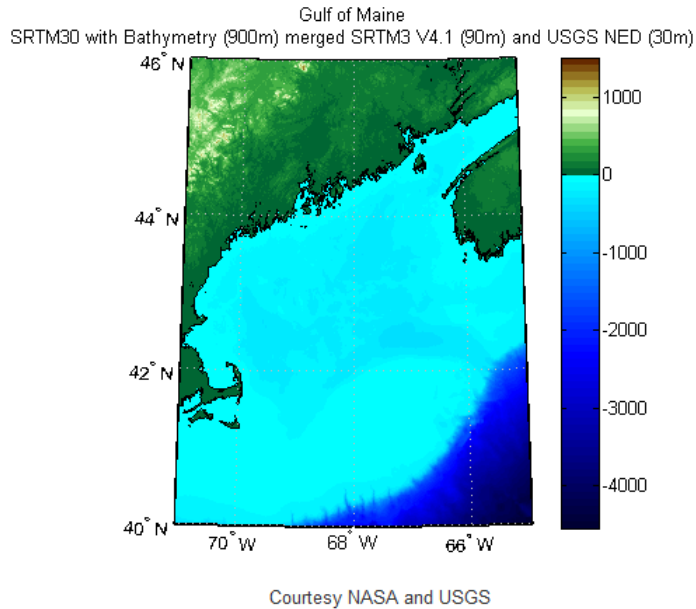 Gulf of Maine
SRTM30 with Bathymetry (900m) merged SRTM3 V4.1 (90m) and USGS NED (30m)
46° N
44° N
42° N
40° N
70° W
68° W
66° W
1000
0
-1000
-2000
-3000
-4000
Courtesy NASA and USGS